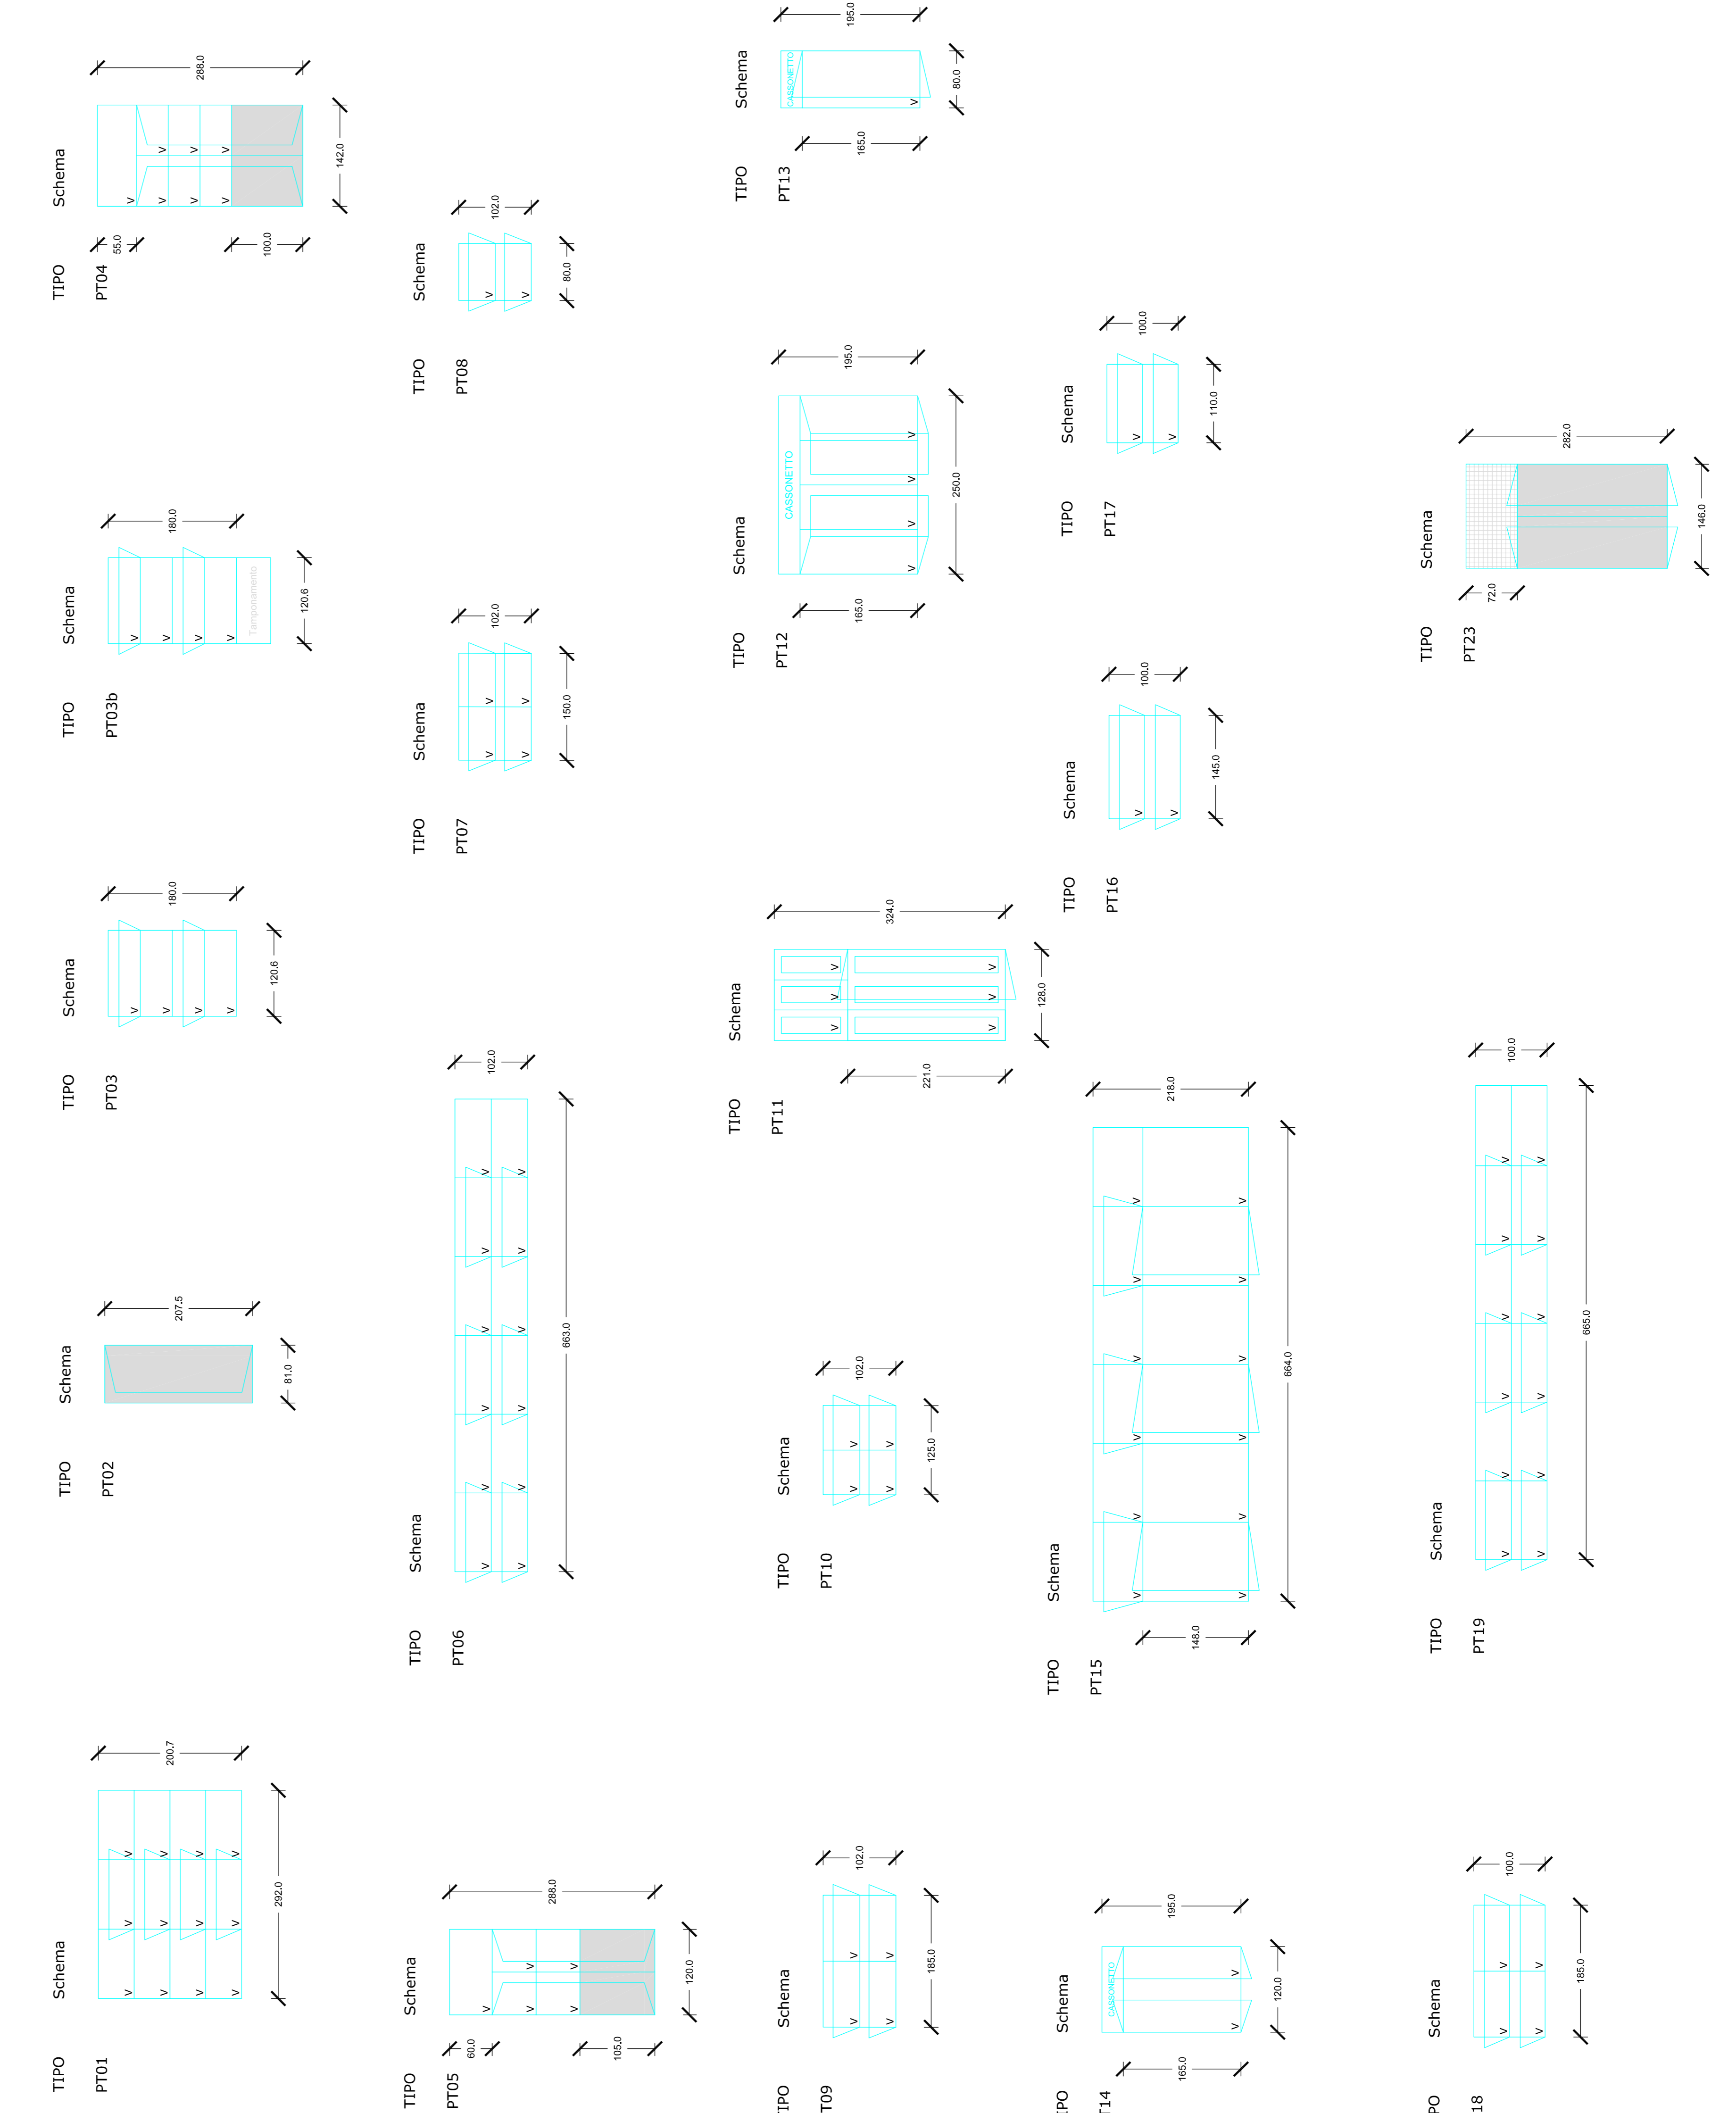 TIPO
Schema
PT01
V V V
V V V
V V V
V V V
200.7
292.0
TIPO
Schema
PT02
207.5
81.0
TIPO
Schema
PT03
V
V
V
V
180.0
120.6
TIPO
Schema
PT03b
V
V
V
V
Tamponamento
180.0
120.6
TIPO
Schema
PT04
55.0
V
V V
V V
V V
100.0
288.0
142.0
TIPO
Schema
PT05
60.0
V
V V
V V
105.0
288.0
120.0
TIPO
Schema
PT06
V V V V V V
V V V V V V
102.0
663.0
TIPO
Schema
PT07
V V
V V
102.0
150.0
TIPO
Schema
PT08
V
V
102.0
80.0
TIPO
Schema
T09
V V
V V
102.0
185.0
TIPO
Schema
PT10
V V
V V
102.0
125.0
TIPO
Schema
PT11
V V V
V V V
221.0
324.0
128.0
TIPO
Schema
PT12
CASSONETTO
V V V V
165.0
195.0
250.0
TIPO
Schema
PT13
CASSONETTO
V
165.0
195.0
80.0
IPO
Schema
T14
CASSONETTO
V V
165.0
195.0
120.0
TIPO
Schema
PT15
V V V V V V
V V V V V V
148.0
218.0
664.0
TIPO
Schema
PT16
V
V
100.0
145.0
TIPO
Schema
PT17
V
V
100.0
110.0
PO
Schema
18
V V
V V
100.0
185.0
TIPO
Schema
PT19
V V V V V V
V V V V V V
100.0
665.0
TIPO
Schema
PT23
72.0
282.0
146.0